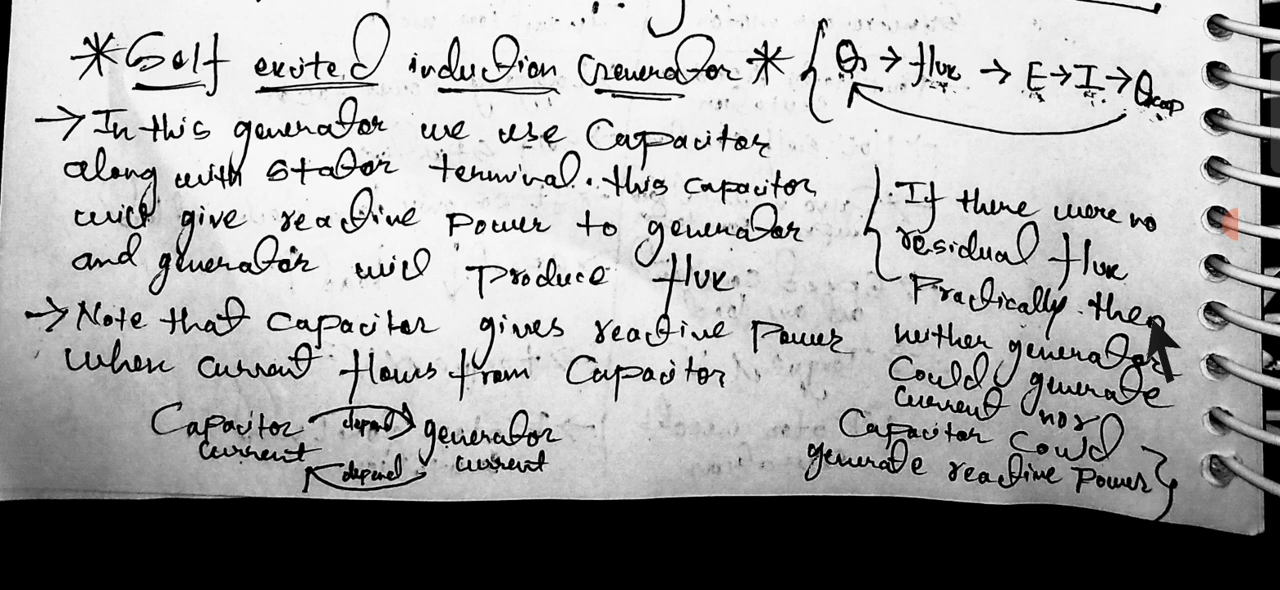 * Self excited induction Generator * { Q → flux → E → I → Qcap
→ In this generator we use Capacitor
along with stator terminal. this capacitor
will give reactive power to generator
and generator will produce flux
→ Note that capacitor gives reactive power
when current flows from Capacitor
Capacitor current depend generator current
depend
If there were no
residual flux
Practically. then
neither generator
Could generate
current nor
Capacitor could
generate reactive power